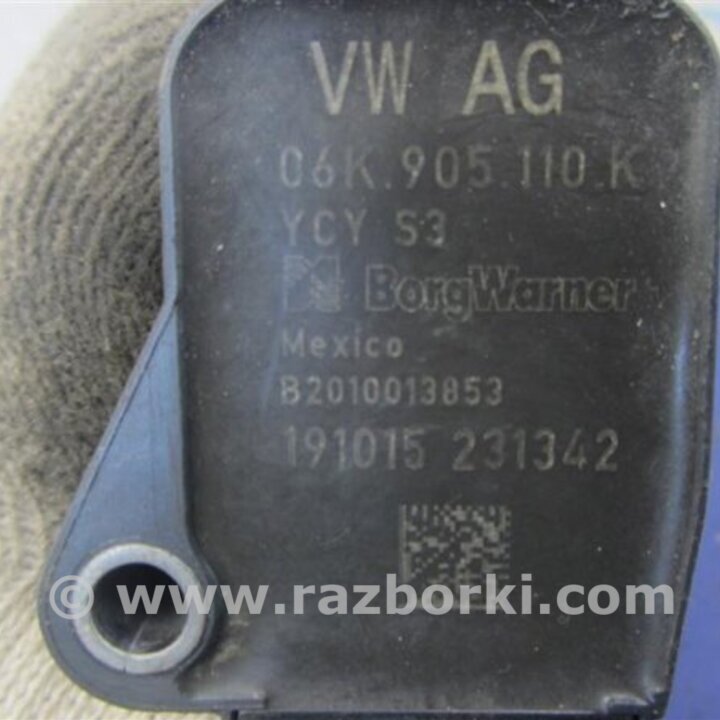 VW AG
06K.905.110.K
YCY S3
BorgWarner
Mexico
B2010013853
191015 231342
© www.razborki.com